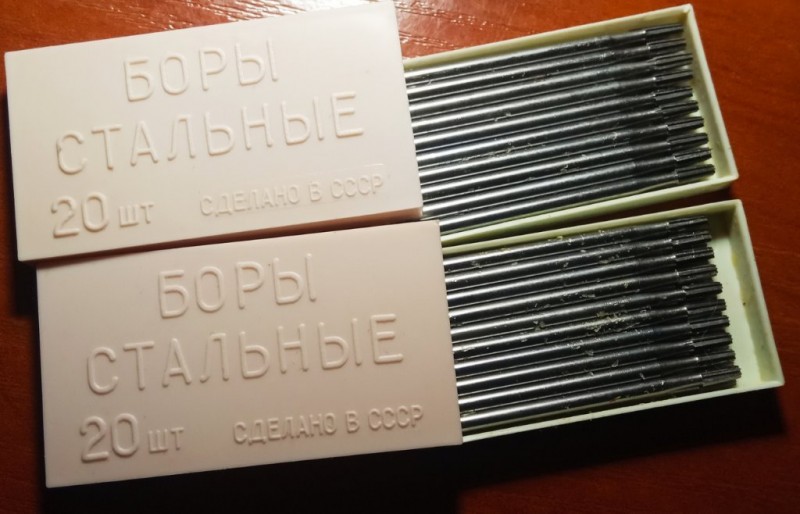 БОРЫ
СТАЛЬНЫЕ
20 шт СДЕЛАНО В СССР
БОРЫ
СТАЛЬНЫЕ
20 шт СДЕЛАНО В СССР